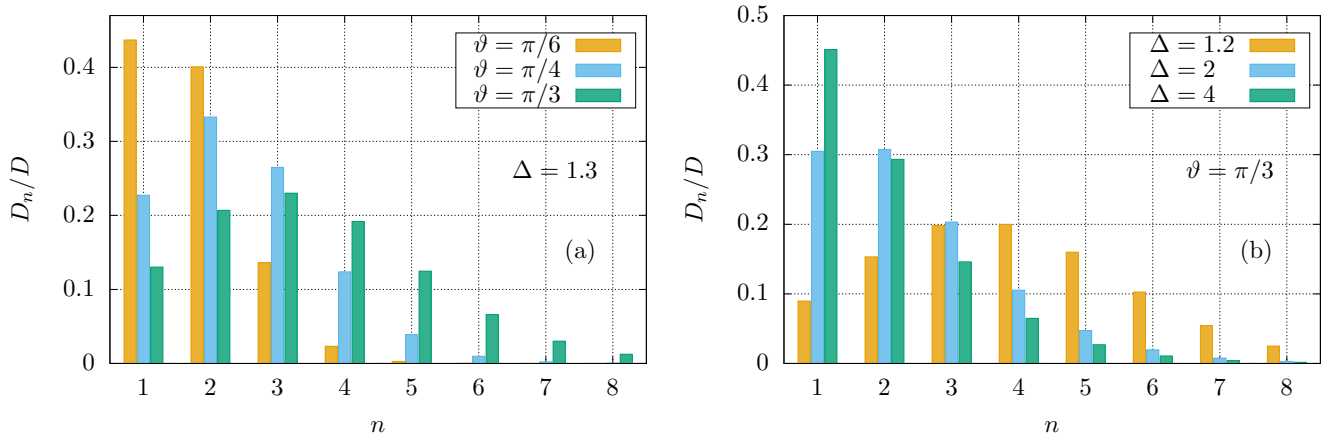 D_n/D
0.4
0.3
0.2
0.1
0
ϑ = π/6
ϑ = π/4
ϑ = π/3
Δ = 1.3
(a)
1 2 3 4 5 6 7 8
n
D_n/D
0.5
0.4
0.3
0.2
0.1
0
Δ = 1.2
Δ = 2
Δ = 4
ϑ = π/3
(b)
1 2 3 4 5 6 7 8
n